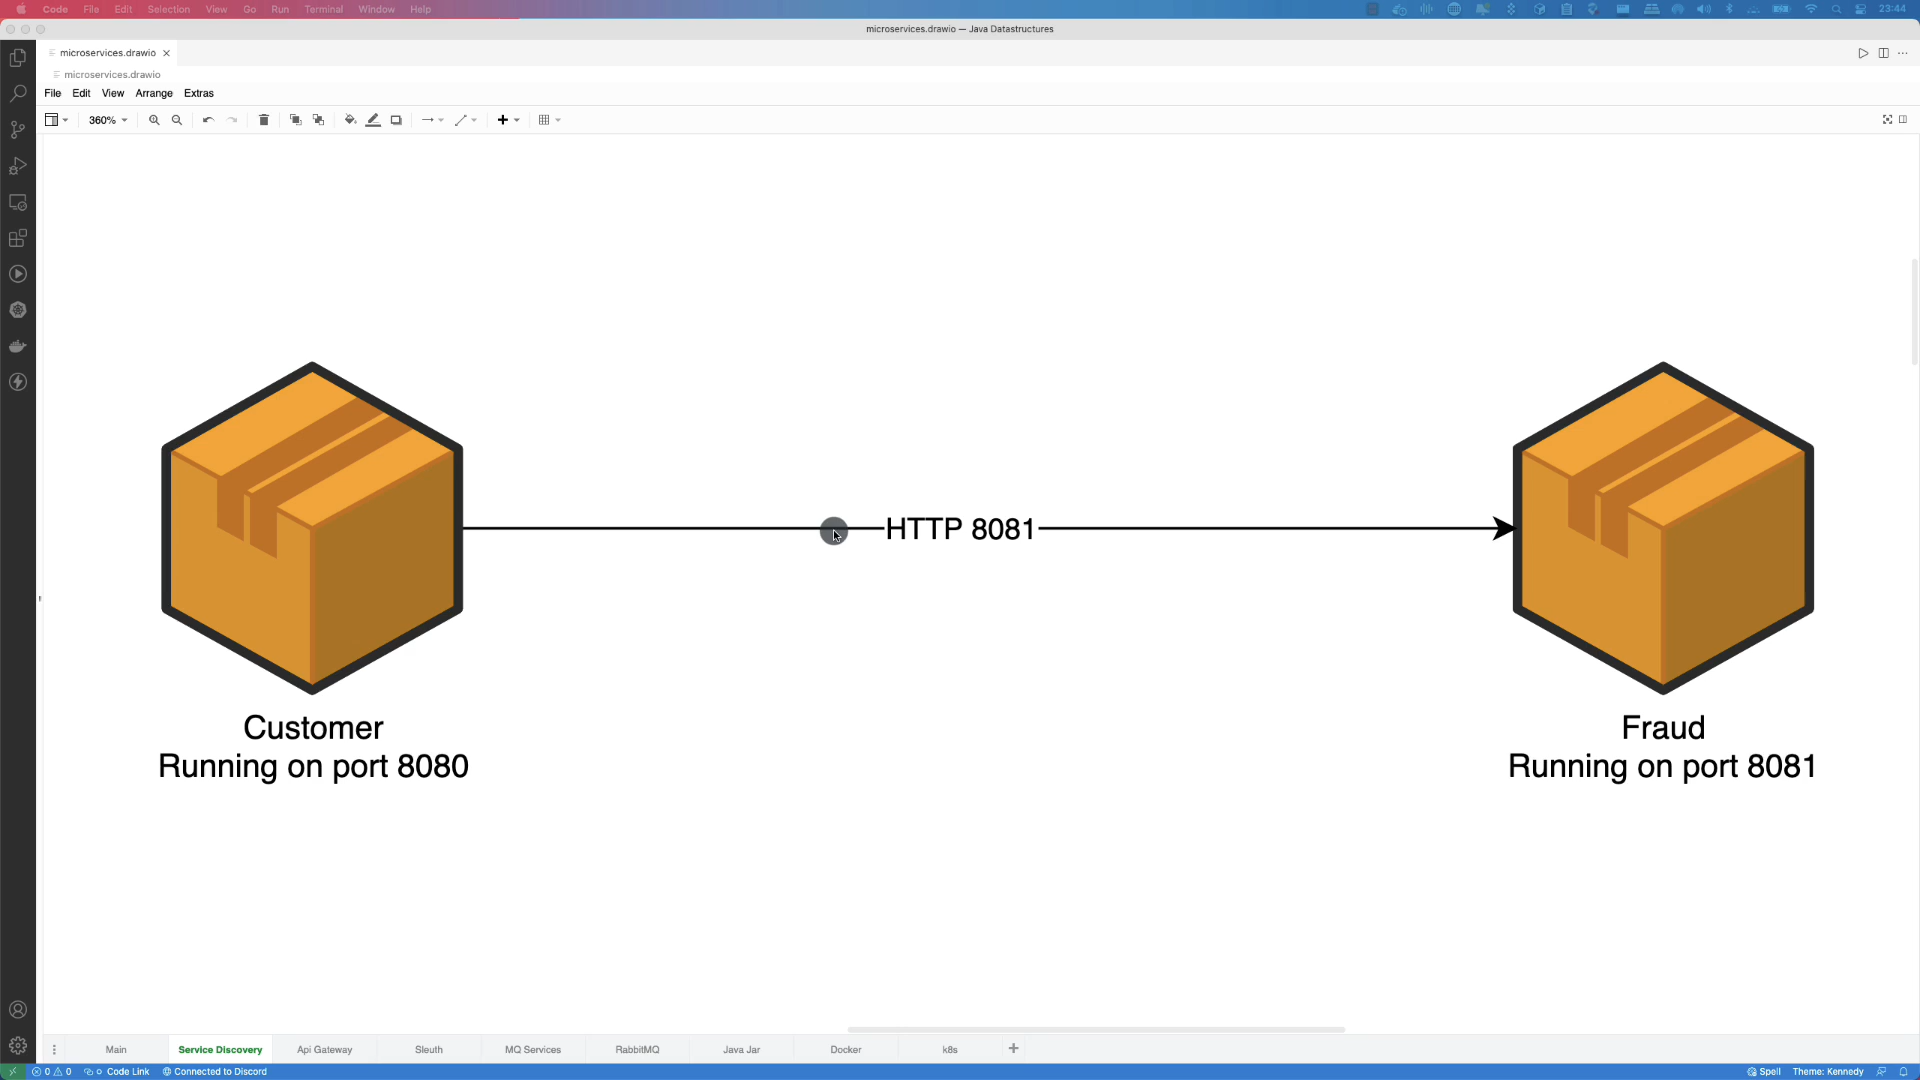 Code File Edit Selection View Go Run Terminal Window Help 23:44
microservices.drawio — Java Datastructures
microservices.drawio
microservices.drawio
File Edit View Arrange Extras
360%
HTTP 8081
Customer
Running on port 8080
Fraud
Running on port 8081
Main Service Discovery Api Gateway Sleuth MQ Services RabbitMQ Java Jar Docker k8s
0 0 Code Link Connected to Discord Spell Theme: Kennedy